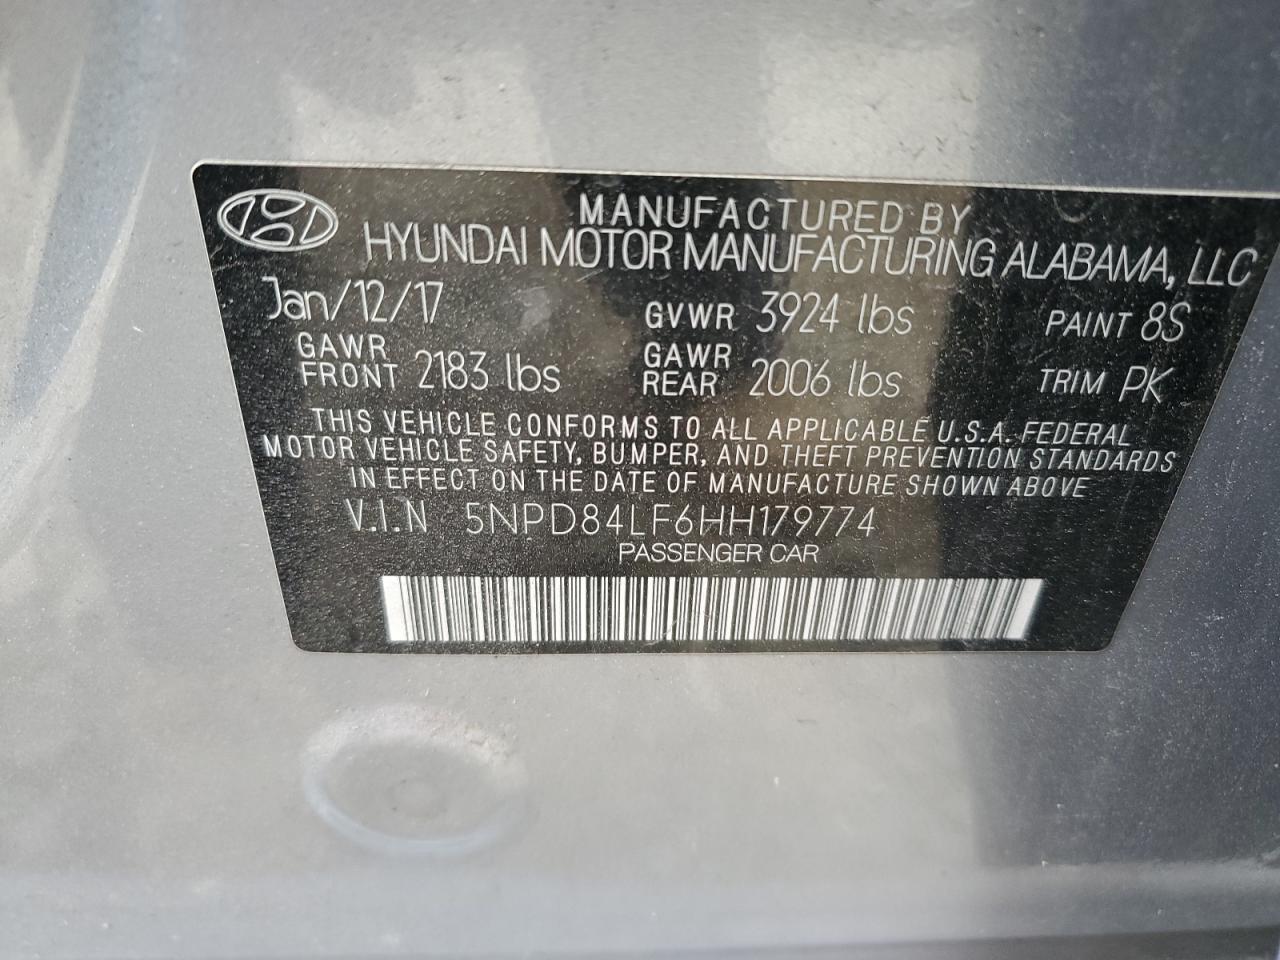 MANUFACTURED BY
HYUNDAI MOTOR MANUFACTURING ALABAMA, LLC
Jan/12/17 GVWR 3924 lbs PAINT 8S
GAWR FRONT 2183 lbs GAWR REAR 2006 lbs TRIM PK
THIS VEHICLE CONFORMS TO ALL APPLICABLE U.S.A. FEDERAL
MOTOR VEHICLE SAFETY, BUMPER, AND THEFT PREVENTION STANDARDS
IN EFFECT ON THE DATE OF MANUFACTURE SHOWN ABOVE
V.I.N 5NPD84LF6HH179774
PASSENGER CAR